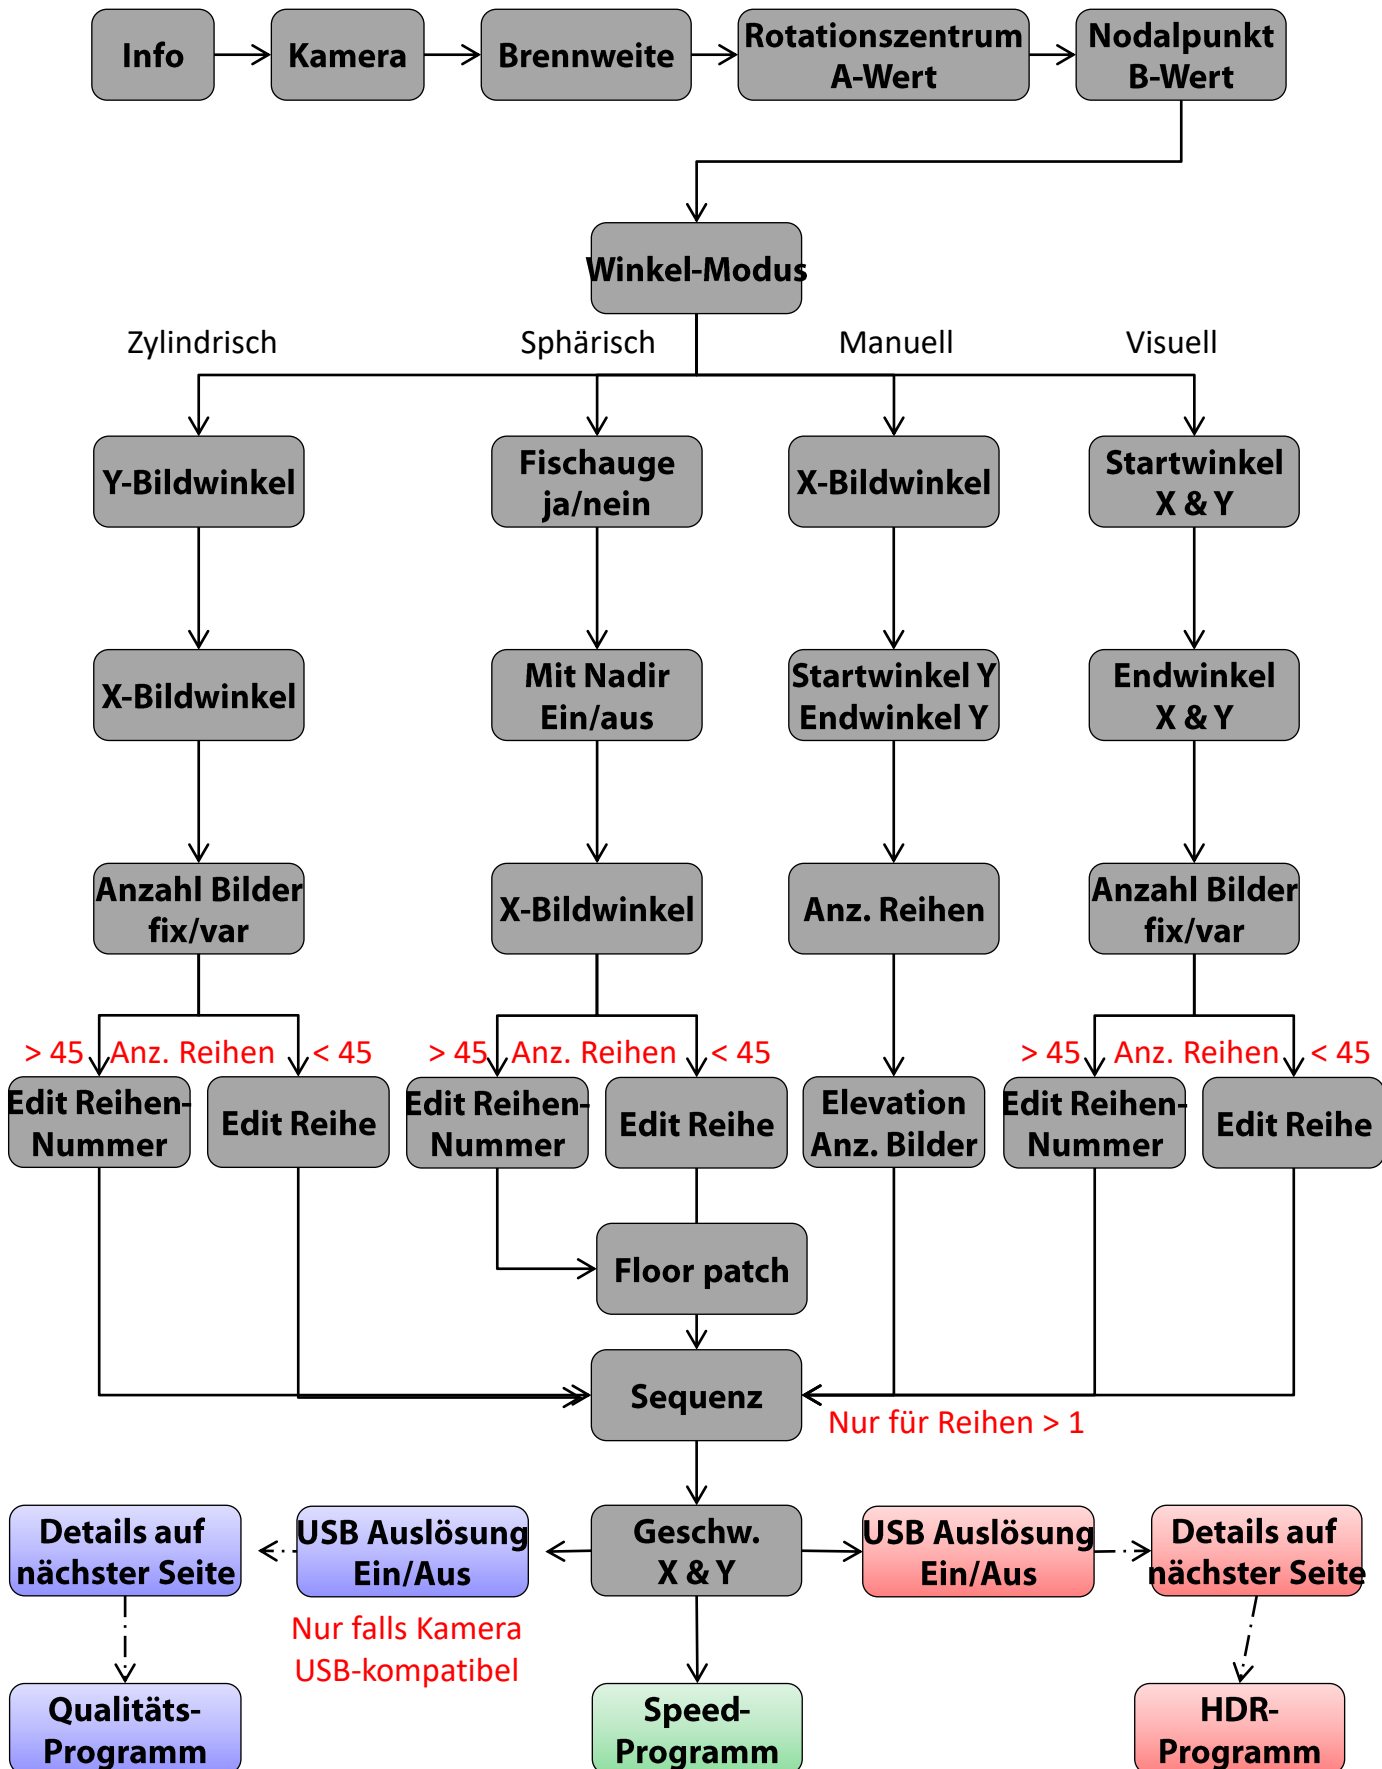 Info
Kamera
Brennweite
Rotationszentrum
A-Wert
Nodalpunkt
B-Wert
Winkel-Modus
Zylindrisch
Sphärisch
Manuell
Visuell
Y-Bildwinkel
Fischauge
ja/nein
X-Bildwinkel
Startwinkel
X & Y
X-Bildwinkel
Mit Nadir
Ein/aus
Startwinkel Y
Endwinkel Y
Endwinkel
X & Y
Anzahl Bilder
fix/var
X-Bildwinkel
Anz. Reihen
Anzahl Bilder
fix/var
> 45
Anz. Reihen
< 45
> 45
Anz. Reihen
< 45
> 45
Anz. Reihen
< 45
Edit Reihen-
Nummer
Edit Reihe
Edit Reihen-
Nummer
Edit Reihe
Elevation
Anz. Bilder
Edit Reihen-
Nummer
Edit Reihe
Floor patch
Sequenz
Nur für Reihen > 1
Details auf
nächster Seite
USB Auslösung
Ein/Aus
Geschw.
X & Y
USB Auslösung
Ein/Aus
Details auf
nächster Seite
Nur falls Kamera
USB-kompatibel
Qualitäts-
Programm
Speed-
Programm
HDR-
Programm